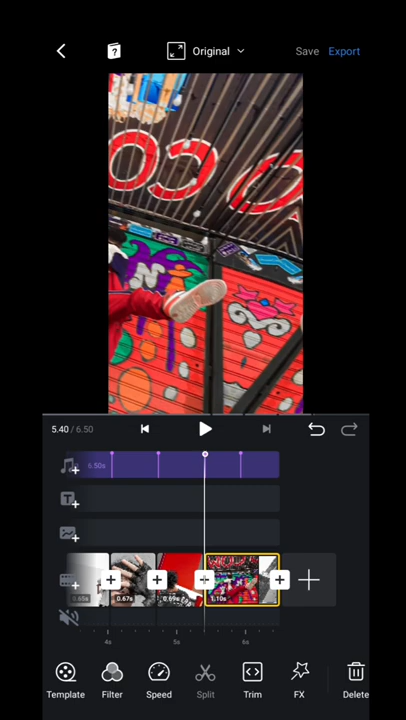 Original
Save
Export
5.40 / 6.50
6.50s
T
0.67s
0.69s
1.10s
4s
5s
6s
Template
Filter
Speed
Split
Trim
FX
Delete